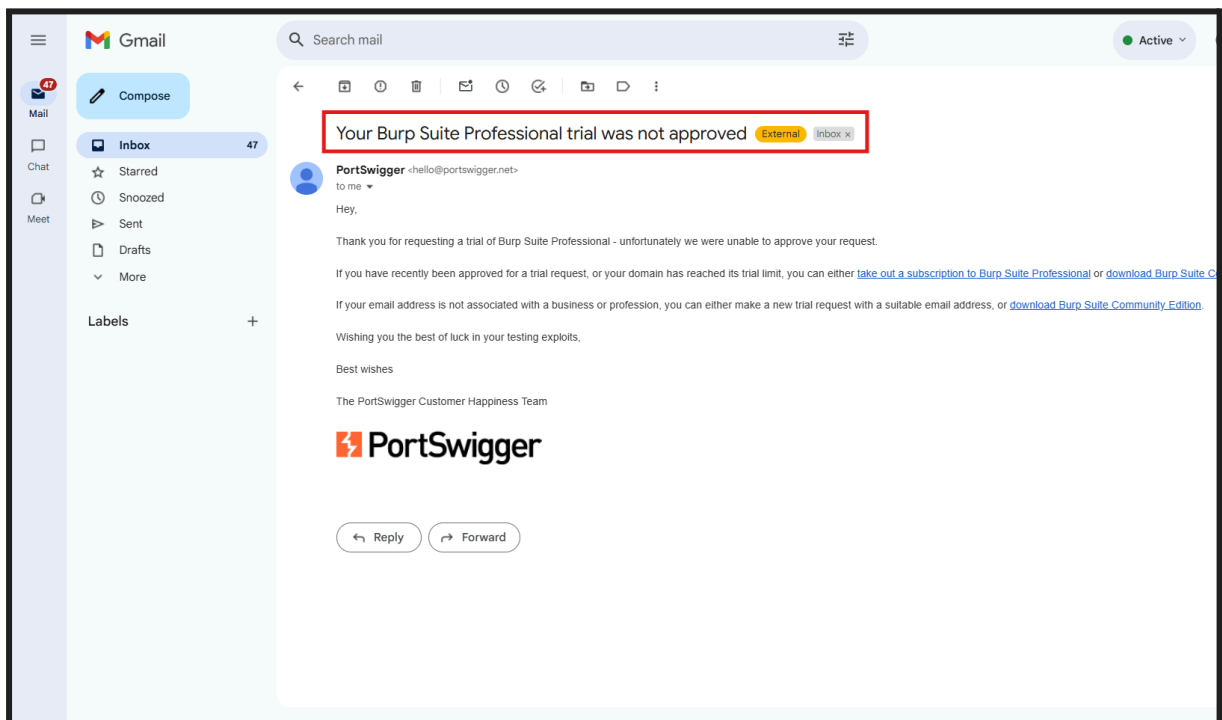 Gmail
Search mail
Active
47
Mail
Compose
Inbox 47
Chat
Starred
Snoozed
Meet
Sent
Drafts
More
Labels
Your Burp Suite Professional trial was not approved External Inbox ×
PortSwigger <hello@portswigger.net>
to me
Hey,
Thank you for requesting a trial of Burp Suite Professional - unfortunately we were unable to approve your request.
If you have recently been approved for a trial request, or your domain has reached its trial limit, you can either take out a subscription to Burp Suite Professional or download Burp Suite
If your email address is not associated with a business or profession, you can either make a new trial request with a suitable email address, or download Burp Suite Community Edition.
Wishing you the best of luck in your testing exploits,
Best wishes
The PortSwigger Customer Happiness Team
PortSwigger
Reply Forward